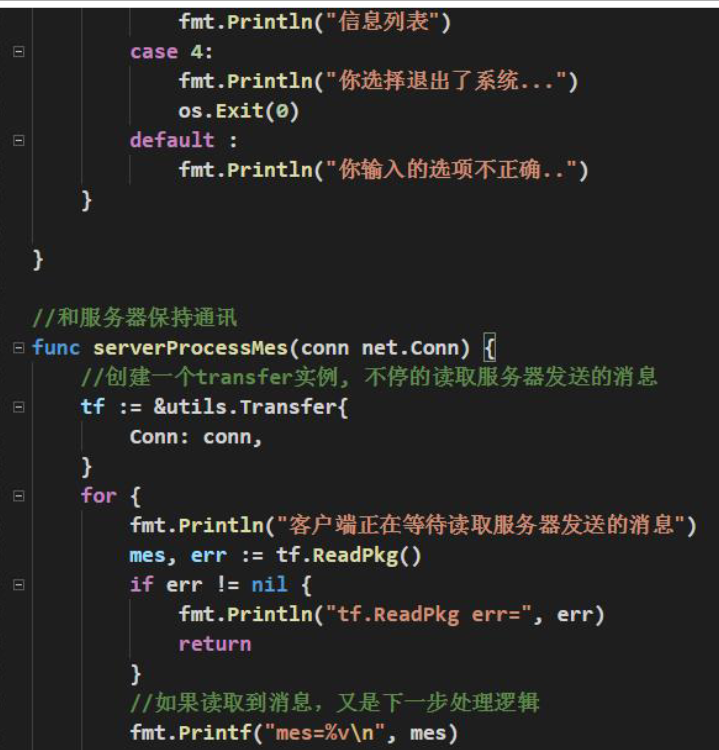 fmt.Println("信息列表")
case 4:
fmt.Println("你选择退出了系统...")
os.Exit(0)
default :
fmt.Println("你输入的选项不正确..")
}
}
//和服务器保持通讯
func serverProcessMes(conn net.Conn) {
//创建一个transfer实例, 不停的读取服务器发送的消息
tf := &utils.Transfer{
Conn: conn,
}
for {
fmt.Println("客户端正在等待读取服务器发送的消息")
mes, err := tf.ReadPkg()
if err != nil {
fmt.Println("tf.ReadPkg err=", err)
return
}
//如果读取到消息，又是下一步处理逻辑
fmt.Printf("mes=%v\n", mes)